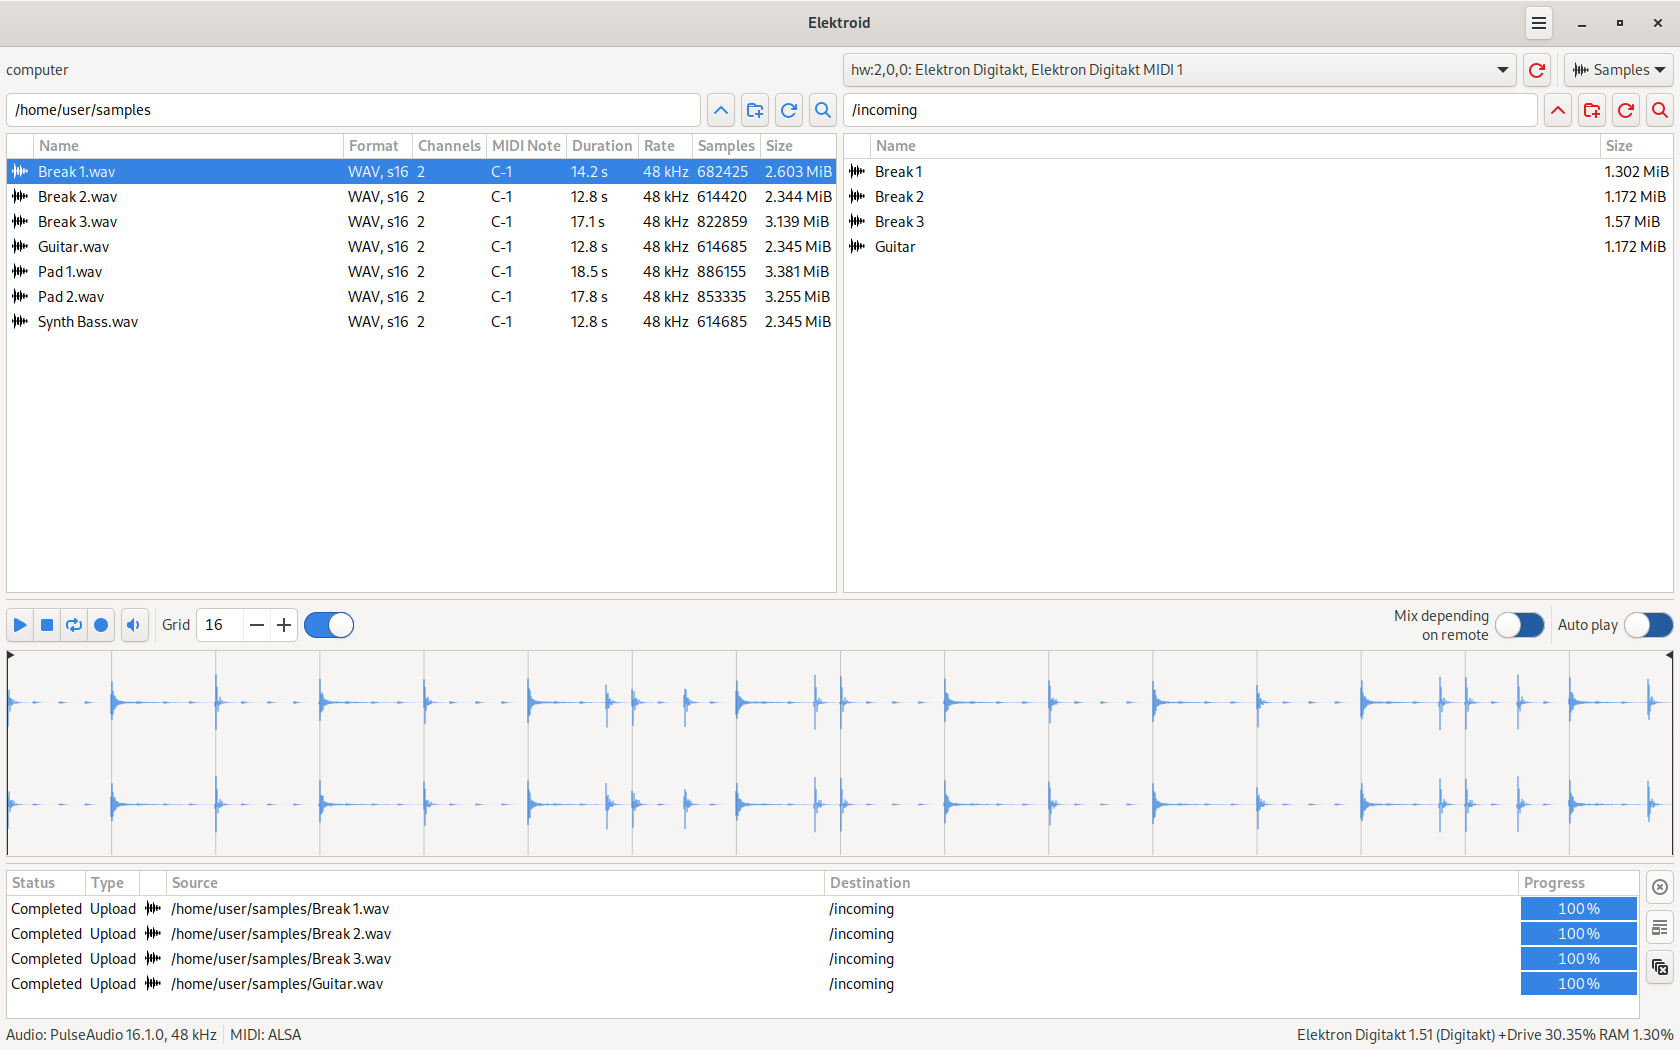 Elektroid
computer
hw:2,0,0: Elektron Digitakt, Elektron Digitakt MIDI 1
Samples
/home/user/samples
/incoming
Name Format Channels MIDI Note Duration Rate Samples Size
Break 1.wav WAV, s16 2 C-1 14.2 s 48 kHz 682425 2.603 MiB
Break 2.wav WAV, s16 2 C-1 12.8 s 48 kHz 614420 2.344 MiB
Break 3.wav WAV, s16 2 C-1 17.1 s 48 kHz 822859 3.139 MiB
Guitar.wav WAV, s16 2 C-1 12.8 s 48 kHz 614685 2.345 MiB
Pad 1.wav WAV, s16 2 C-1 18.5 s 48 kHz 886155 3.381 MiB
Pad 2.wav WAV, s16 2 C-1 17.8 s 48 kHz 853335 3.255 MiB
Synth Bass.wav WAV, s16 2 C-1 12.8 s 48 kHz 614685 2.345 MiB
Name Size
Break 1 1.302 MiB
Break 2 1.172 MiB
Break 3 1.57 MiB
Guitar 1.172 MiB
Grid 16
Mix depending
on remote
Auto play
Status Type Source Destination Progress
Completed Upload /home/user/samples/Break 1.wav /incoming 100 %
Completed Upload /home/user/samples/Break 2.wav /incoming 100 %
Completed Upload /home/user/samples/Break 3.wav /incoming 100 %
Completed Upload /home/user/samples/Guitar.wav /incoming 100 %
Audio: PulseAudio 16.1.0, 48 kHz MIDI: ALSA
Elektron Digitakt 1.51 (Digitakt) +Drive 30.35% RAM 1.30%